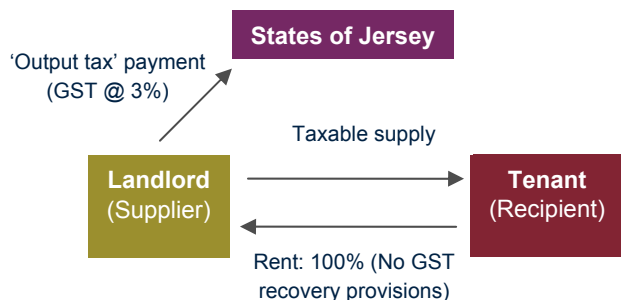 States of Jersey
‘Output tax’ payment
(GST @ 3%)
Taxable supply
Landlord
(Supplier)
Tenant
(Recipient)
Rent: 100% (No GST
recovery provisions)